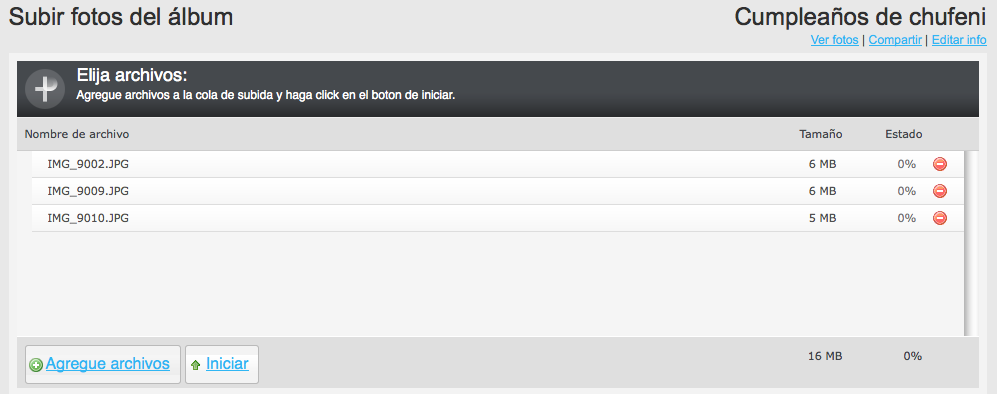 Subir fotos del álbum
Cumpleaños de chufeni
Ver fotos | Compartir | Editar info
Elija archivos:
Agregue archivos a la cola de subida y haga click en el boton de iniciar.
Nombre de archivo Tamaño Estado
IMG_9002.JPG 6 MB 0%
IMG_9009.JPG 6 MB 0%
IMG_9010.JPG 5 MB 0%
Agregue archivos Iniciar 16 MB 0%